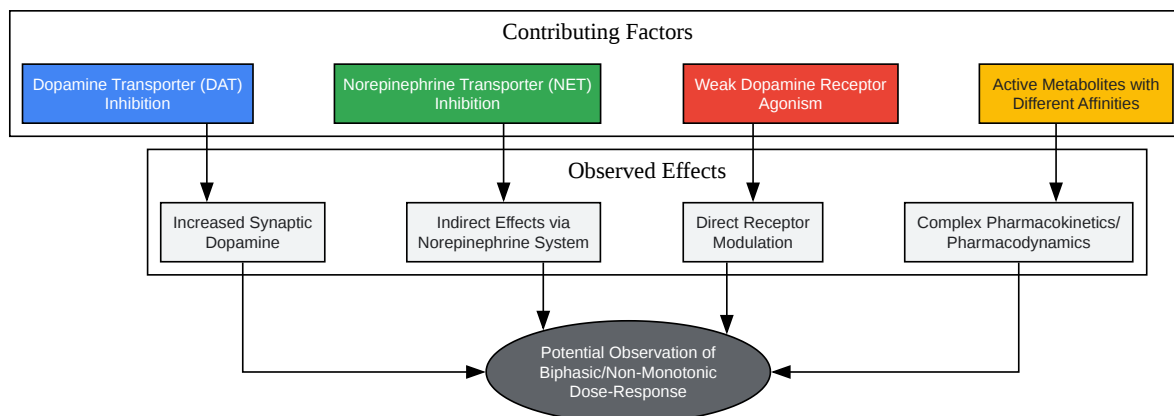 Contributing Factors
Dopamine Transporter (DAT)
Inhibition
Norepinephrine Transporter (NET)
Inhibition
Weak Dopamine Receptor
Agonism
Active Metabolites with
Different Affinities
Observed Effects
Increased Synaptic
Dopamine
Indirect Effects via
Norepinephrine System
Direct Receptor
Modulation
Complex Pharmacokinetics/
Pharmacodynamics
Potential Observation of
Biphasic/Non-Monotonic
Dose-Response